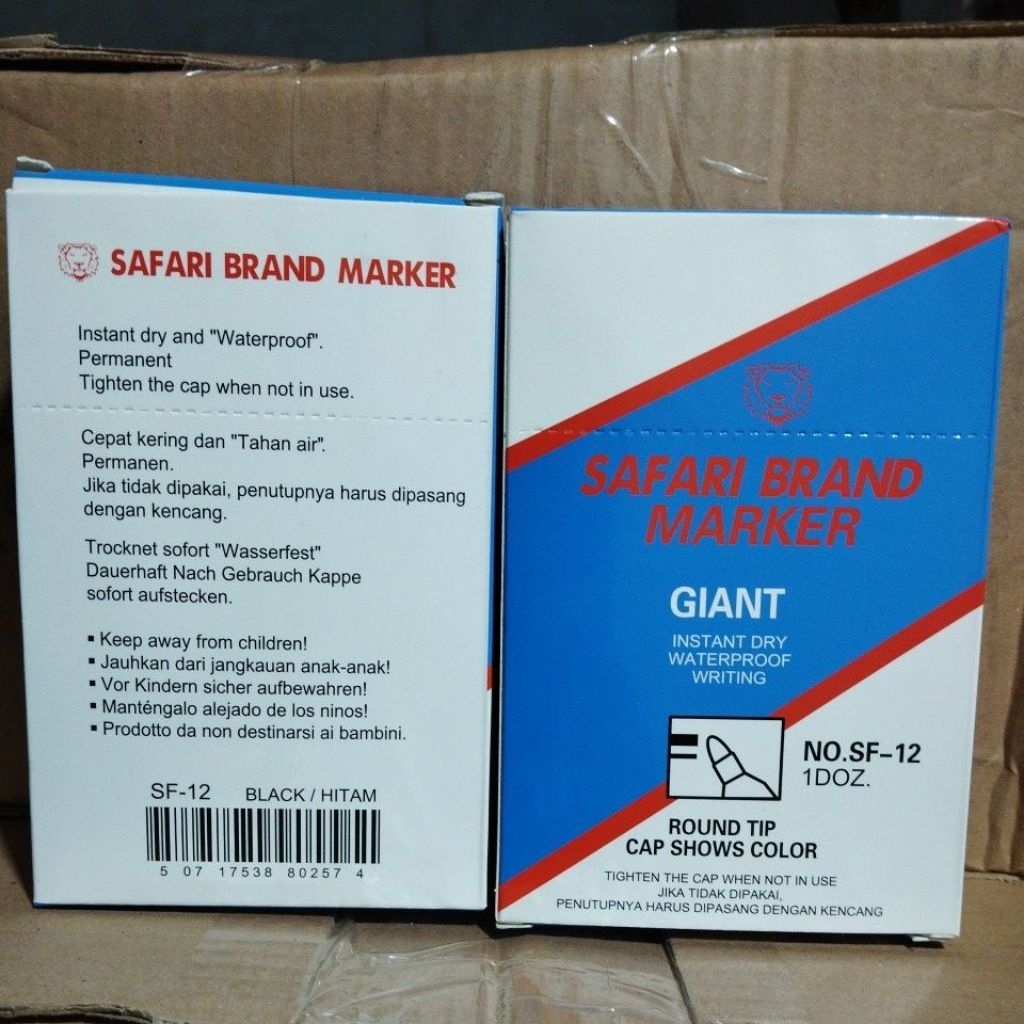 SAFARI BRAND MARKER
Instant dry and "Waterproof".
Permanent
Tighten the cap when not in use.
Cepat kering dan "Tahan air".
Permanen.
Jika tidak dipakai, penutupnya harus dipasang
dengan kencang.
Trocknet sofort "Wasserfest"
Dauerhaft Nach Gebrauch Kappe
sofort aufstecken.
▪ Keep away from children!
▪ Jauhkan dari jangkauan anak-anak!
▪ Vor Kindern sicher aufbewahren!
▪ Manténgalo alejado de los ninos!
▪ Prodotto da non destinarsi ai bambini.
SF-12 BLACK / HITAM
5 07 17538 80257 4
SAFARI BRAND
MARKER
GIANT
INSTANT DRY
WATERPROOF
WRITING
NO.SF-12
1DOZ.
ROUND TIP
CAP SHOWS COLOR
TIGHTEN THE CAP WHEN NOT IN USE
JIKA TIDAK DIPAKAI,
PENUTUPNYA HARUS DIPASANG DENGAN KENCANG